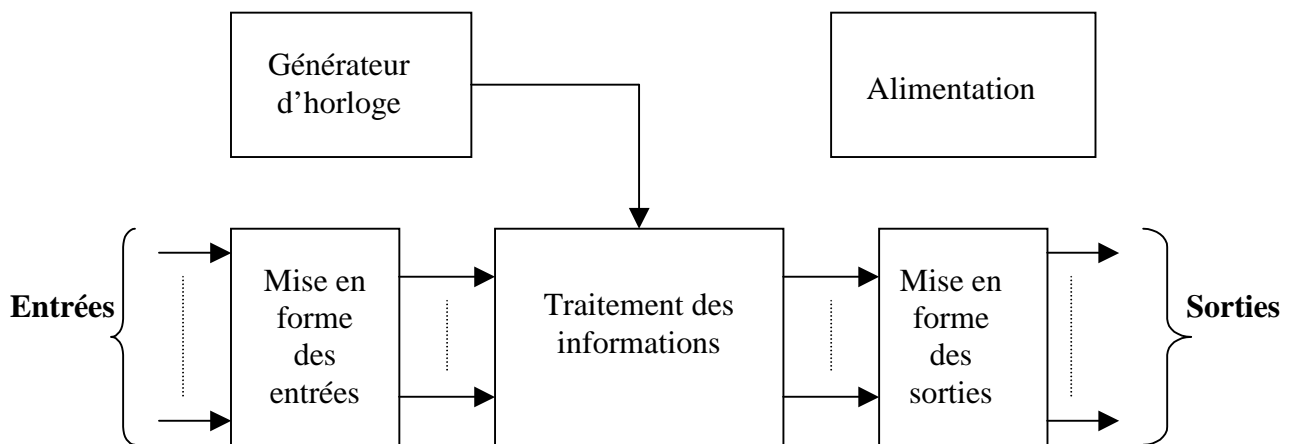 Générateur
d’horloge
Alimentation
Entrées
Mise en
forme
des
entrées
Traitement des
informations
Mise en
forme
des
sorties
Sorties